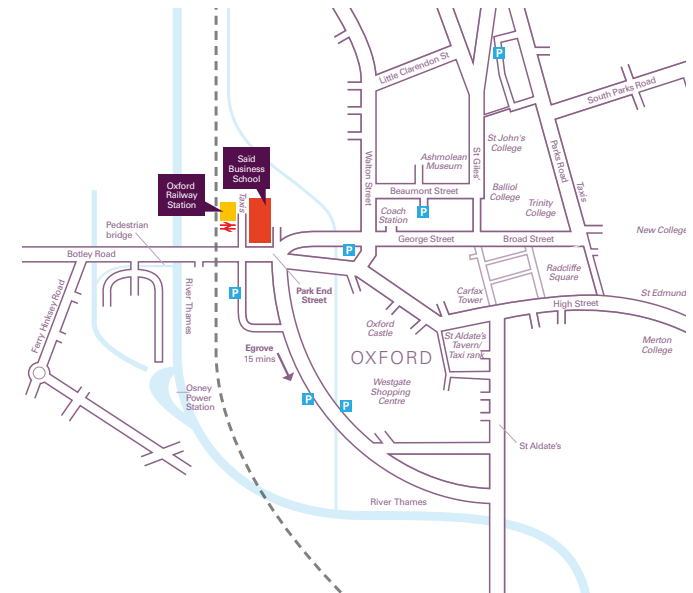 Little Clarendon St
P
South Parks Road
St John's
College
Parks Road
Taxis
St Giles'
Walton Street
Ashmolean
Museum
Balliol
College
Beaumont Street
Trinity
College
Said
Business
School
Oxford
Railway
Station
Taxis
Coach
Station
P
New College
Pedestrian
bridge
George Street
Broad Street
P
Botley Road
Radcliffe
Square
Park End
Street
P
Carfax
Tower
St Edmund
High Street
River Thames
Ferry Hinksey Road
Oxford
Castle
St Aldate's
Tavern/
Taxi rank
Merton
College
Egrove
15 mins
OXFORD
Westgate
Shopping
Centre
Osney
Power
Station
P
P
St Aldate's
River Thames